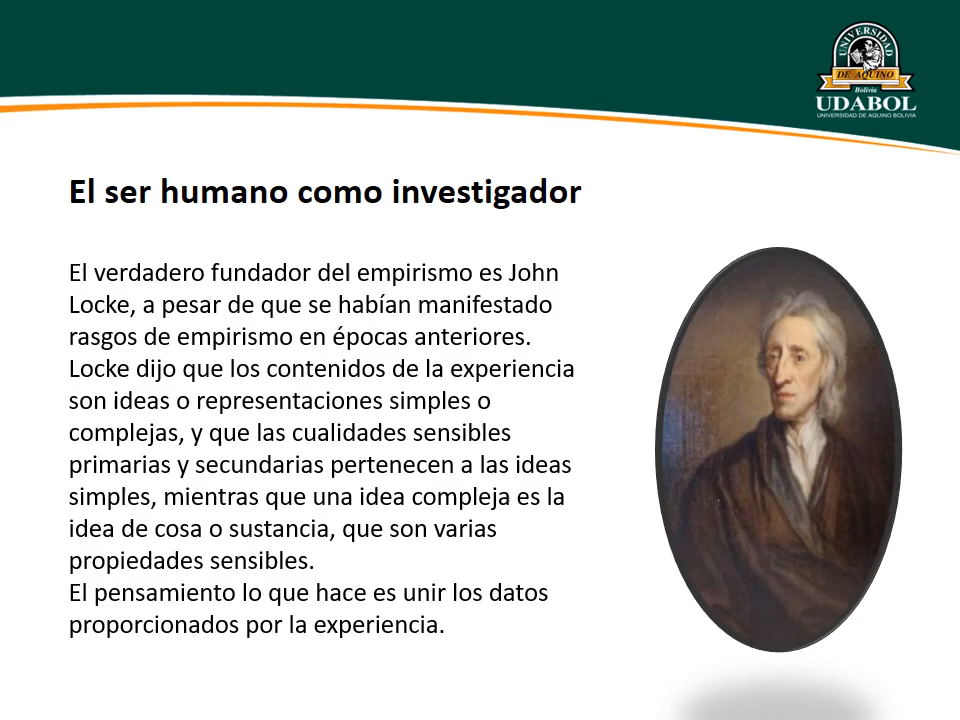 UNIVERSIDAD
DE AQUINO
Bolivia
UDABOL
UNIVERSIDAD DE AQUINO BOLIVIA
El ser humano como investigador
El verdadero fundador del empirismo es John
Locke, a pesar de que se habían manifestado
rasgos de empirismo en épocas anteriores.
Locke dijo que los contenidos de la experiencia
son ideas o representaciones simples o
complejas, y que las cualidades sensibles
primarias y secundarias pertenecen a las ideas
simples, mientras que una idea compleja es la
idea de cosa o sustancia, que son varias
propiedades sensibles.
El pensamiento lo que hace es unir los datos
proporcionados por la experiencia.